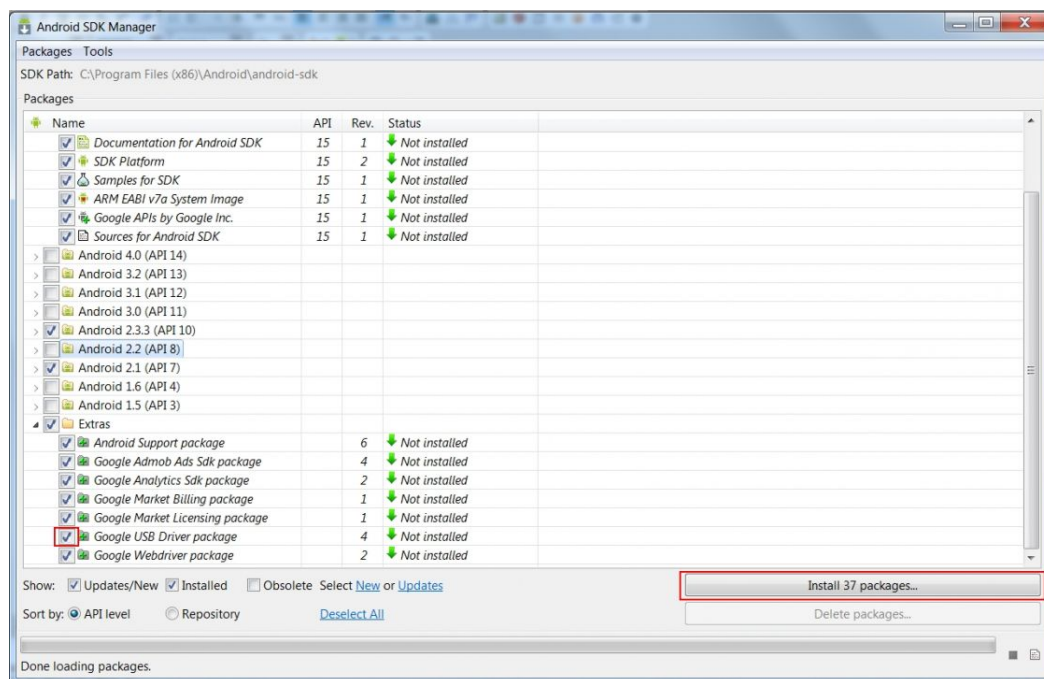 Android SDK Manager
Packages Tools
SDK Path: C:\Program Files (x86)\Android\android-sdk
Packages
Name API Rev. Status
Documentation for Android SDK 15 1 Not installed
SDK Platform 15 2 Not installed
Samples for SDK 15 1 Not installed
ARM EABI v7a System Image 15 1 Not installed
Google APIs by Google Inc. 15 1 Not installed
Sources for Android SDK 15 1 Not installed
Android 4.0 (API 14)
Android 3.2 (API 13)
Android 3.1 (API 12)
Android 3.0 (API 11)
Android 2.3.3 (API 10)
Android 2.2 (API 8)
Android 2.1 (API 7)
Android 1.6 (API 4)
Android 1.5 (API 3)
Extras
Android Support package 6 Not installed
Google Admob Ads Sdk package 4 Not installed
Google Analytics Sdk package 2 Not installed
Google Market Billing package 1 Not installed
Google Market Licensing package 1 Not installed
Google USB Driver package 4 Not installed
Google Webdriver package 2 Not installed
Show: Updates/New Installed Obsolete Select New or Updates Install 37 packages...
Sort by: API level Repository Deselect All Delete packages...
Done loading packages.